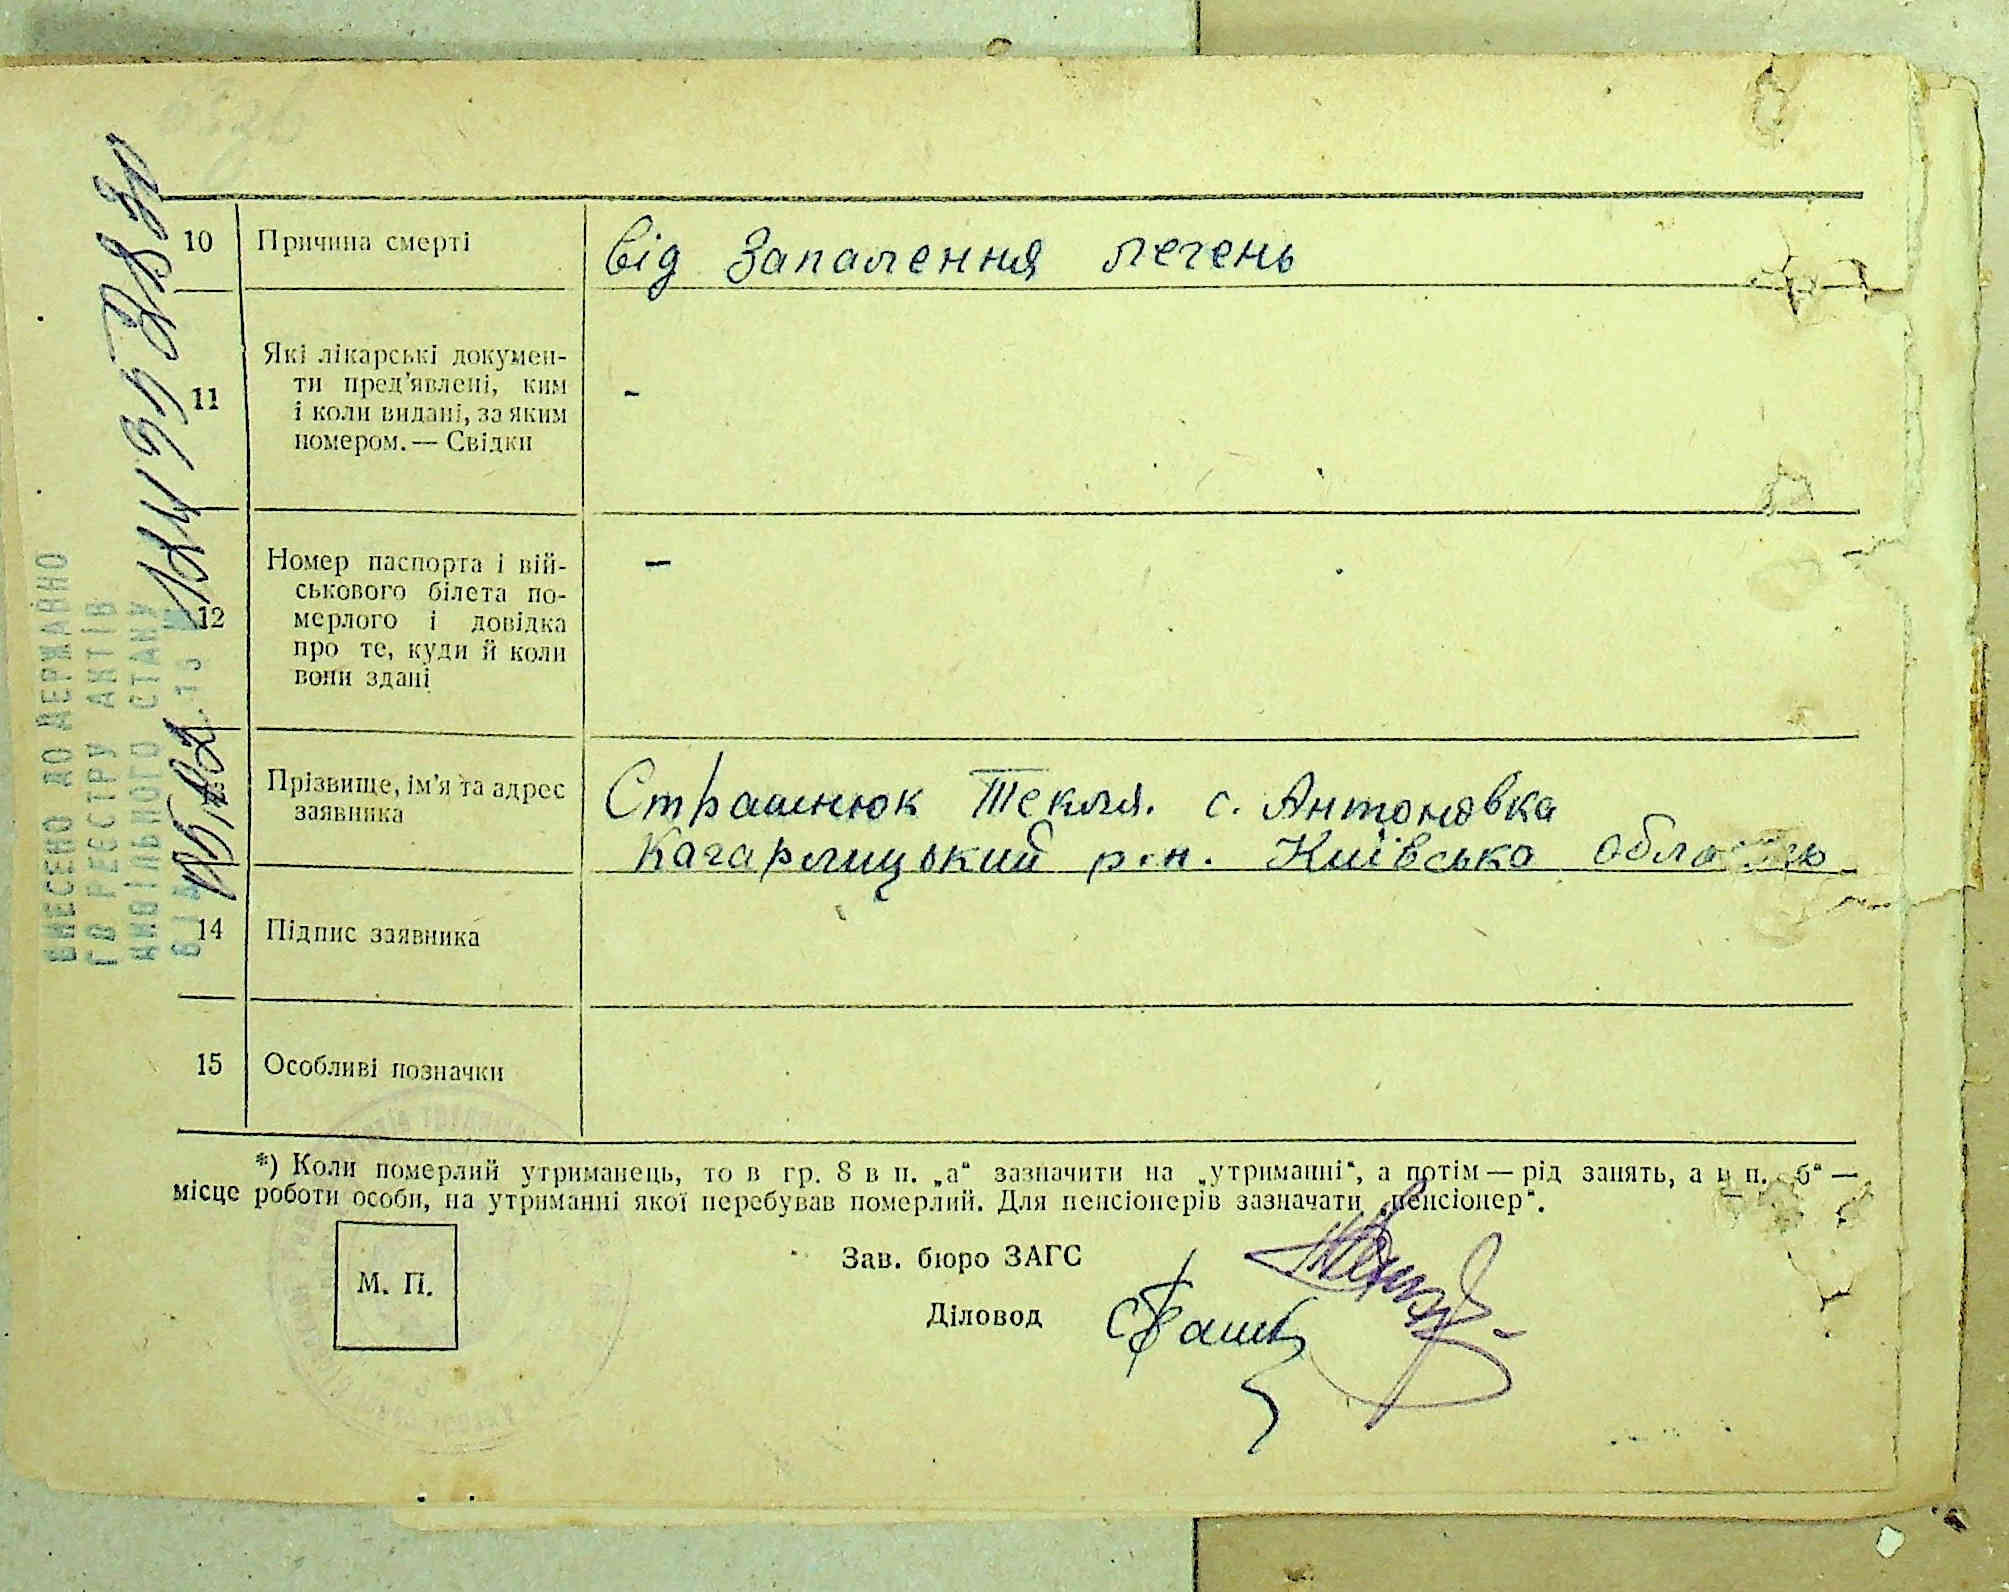 10 Причина смерті
від Запалення легень
11 Які лікарські докумен-
ти пред'явлені, ким
і коли видані, за яким
номером. — Свідки
-
12 Номер паспорта і вій-
ськового білета по-
мерлого і довідка
про те, куди й коли
вони здані
-
Прізвище, ім'я та адрес
заявника
Страшнюк Текля. с. Антоновка
Кагарлицький р-н. Київська область
14 Підпис заявника
15 Особливі позначки
*) Коли померлий утриманець, то в гр. 8 в п. „а“ зазначити на „утриманні“, а потім — рід занять, а в п. „б“ —
місце роботи особи, на утриманні якої перебував померлий. Для пенсіонерів зазначати „пенсіонер“.
М. П.
Зав. бюро ЗАГС
Діловод
ВНЕСЕНО ДО ДЕРЖАВНО
ГО РЕЄСТРУ АКТІВ
ЦИВІЛЬНОГО СТАНУ